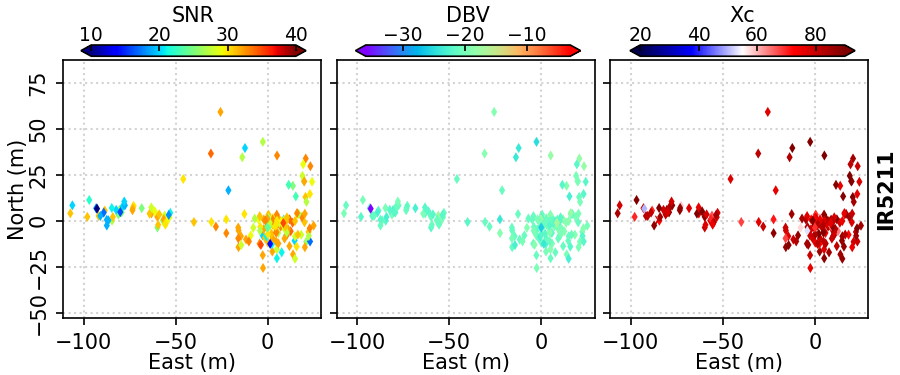 SNR DBV Xc
10 20 30 40 −30 −20 −10 20 40 60 80
75
50
25
0
−25
−50
North (m)
−100 −50 0 −100 −50 0 −100 −50 0
East (m) East (m) East (m)
IR5211